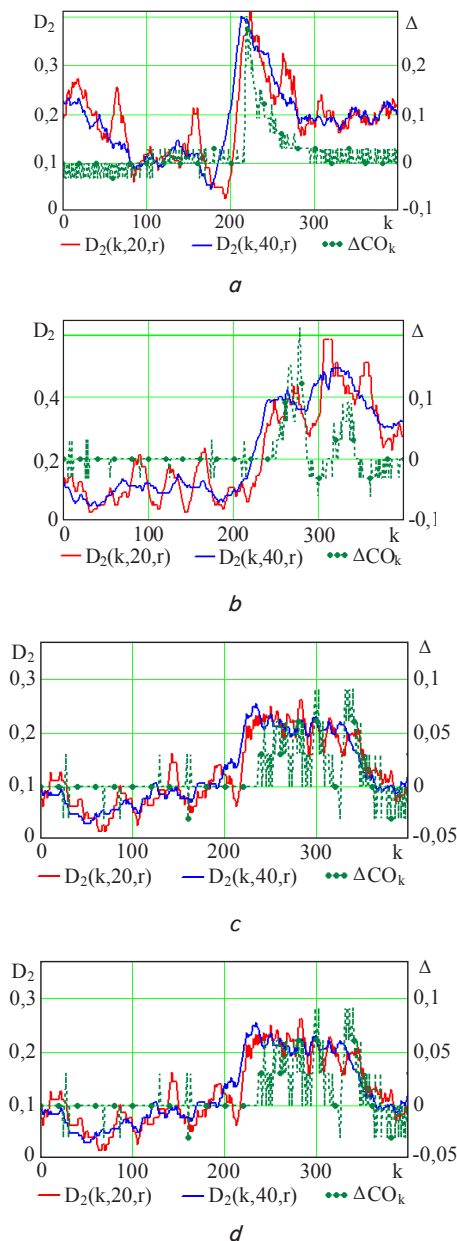 D₂ Δ
0,3 0,2
0,2 0,1
0,1 0
0 -0,1
0 100 200 300 k
D₂(k,20,r) D₂(k,40,r) ΔCOₖ
a
D₂ Δ
0,4 0,1
0,2 0
0 -0,1
0 100 200 300 k
D₂(k,20,r) D₂(k,40,r) ΔCOₖ
b
D₂ Δ
0,3 0,1
0,2 0,05
0,1 0
0 -0,05
0 100 200 300 k
D₂(k,20,r) D₂(k,40,r) ΔCOₖ
c
D₂ Δ
0,3 0,1
0,2 0,05
0,1 0
0 -0,05
0 100 200 300 k
D₂(k,20,r) D₂(k,40,r) ΔCOₖ
d